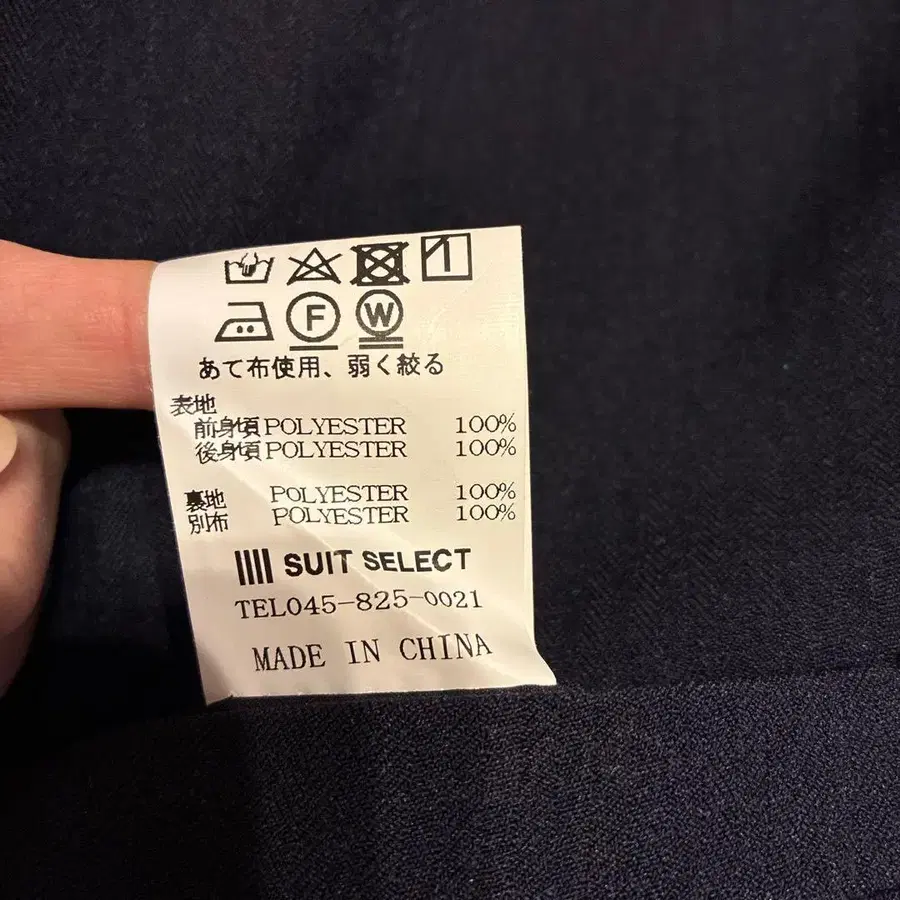 F W
あて布使用、弱く絞る
表地
前身頃 POLYESTER 100%
後身頃 POLYESTER 100%
裏地 POLYESTER 100%
別布 POLYESTER 100%
SUIT SELECT
TEL045-825-0021
MADE IN CHINA